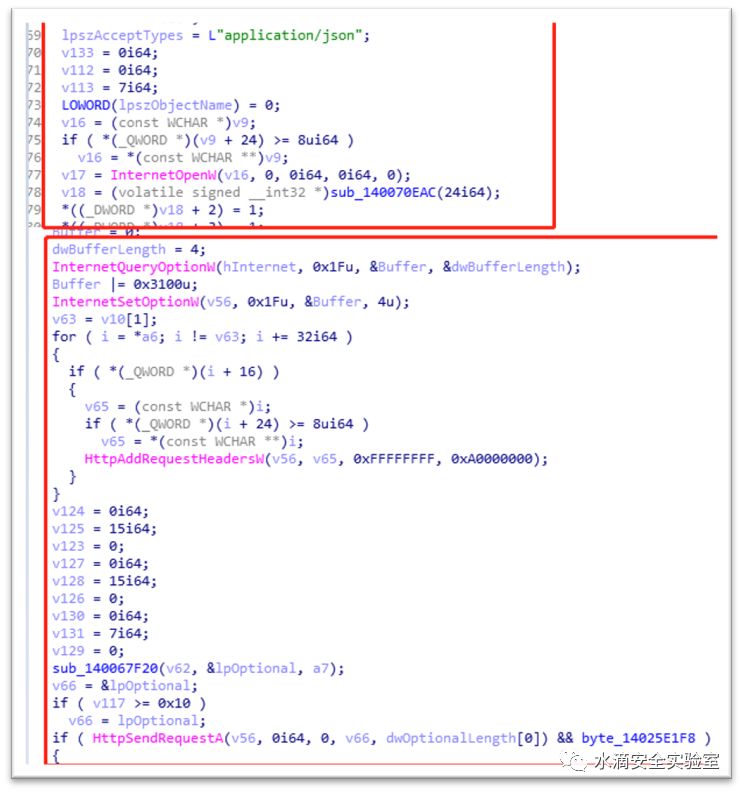 69 lpszAcceptTypes = L"application/json";
70 v133 = 0i64;
71 v112 = 0i64;
72 v113 = 7i64;
73 LOWORD(lpszObjectName) = 0;
74 v16 = (const WCHAR *)v9;
75 if ( *(_QWORD *)(v9 + 24) >= 8ui64 )
76 v16 = *(const WCHAR **)v9;
77 v17 = InternetOpenW(v16, 0, 0i64, 0i64, 0);
78 v18 = (volatile signed __int32 *)sub_140070EAC(24i64);
79 *((_DWORD *)v18 + 2) = 1;
Buffer = 0;
dwBufferLength = 4;
InternetQueryOptionW(hInternet, 0x1Fu, &Buffer, &dwBufferLength);
Buffer |= 0x3100u;
InternetSetOptionW(v56, 0x1Fu, &Buffer, 4u);
v63 = v10[1];
for ( i = *a6; i != v63; i += 32i64 )
{
if ( *(_QWORD *)(i + 16) )
{
v65 = (const WCHAR *)i;
if ( *(_QWORD *)(i + 24) >= 8ui64 )
v65 = *(const WCHAR **)i;
HttpAddRequestHeadersW(v56, v65, 0xFFFFFFFF, 0xA0000000);
}
}
v124 = 0i64;
v125 = 15i64;
v123 = 0;
v127 = 0i64;
v128 = 15i64;
v126 = 0;
v130 = 0i64;
v131 = 7i64;
v129 = 0;
sub_140067F20(v62, &lpOptional, a7);
v66 = &lpOptional;
if ( v117 >= 0x10 )
v66 = lpOptional;
if ( HttpSendRequestA(v56, 0i64, 0, v66, dwOptionalLength[0]) && byte_14025E1F8 )
{
水滴安全实验室